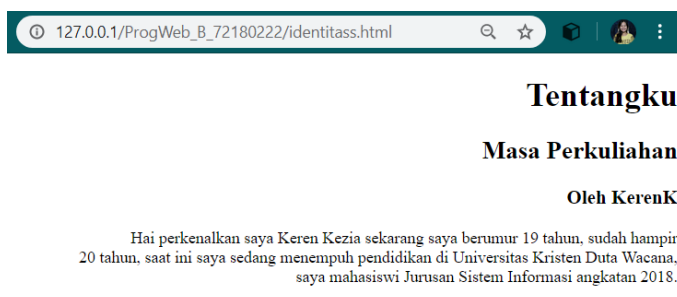 127.0.0.1/ProgWeb_B_72180222/identitass.html
Tentangku
Masa Perkuliahan
Oleh KerenK
Hai perkenalkan saya Keren Kezia sekarang saya berumur 19 tahun, sudah hampir
20 tahun, saat ini saya sedang menempuh pendidikan di Universitas Kristen Duta Wacana,
saya mahasiswi Jurusan Sistem Informasi angkatan 2018.